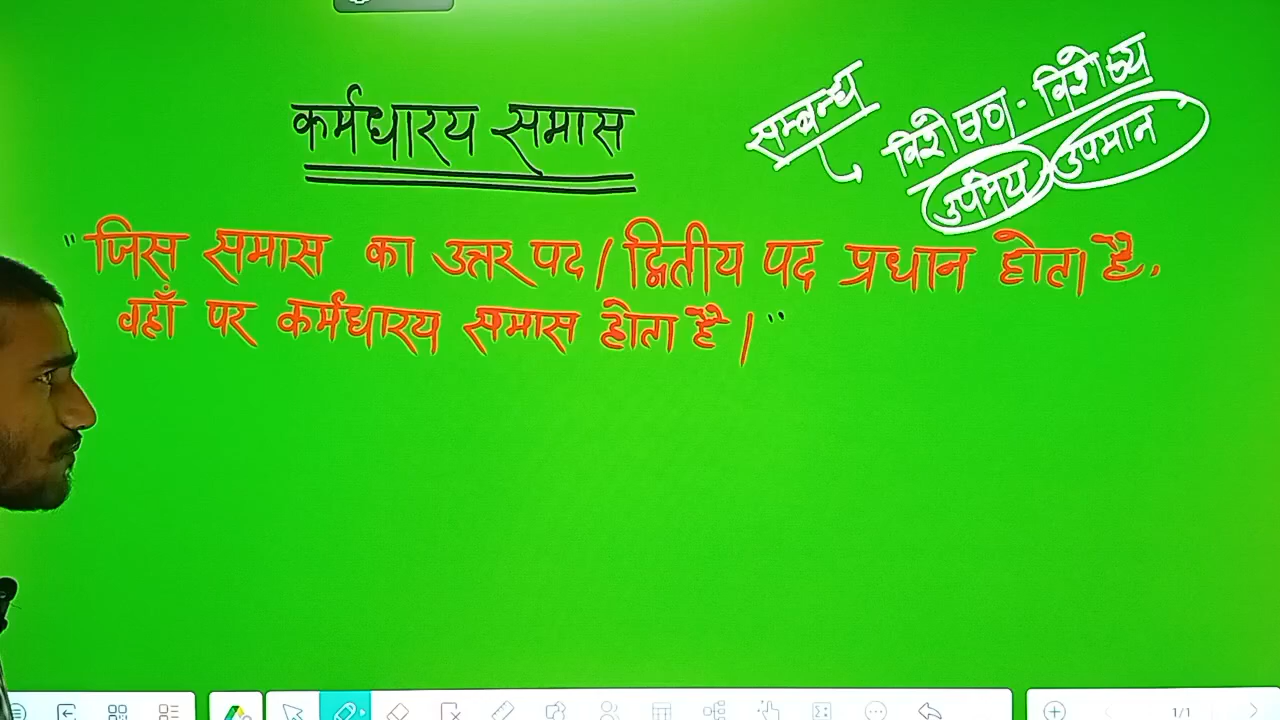 कर्मधारय समास
सम्बन्ध
विशेषण - विशेष्य
उपमेय उपमान
"जिस समास का उत्तर पद / द्वितीय पद प्रधान होता है,
वहाँ पर कर्मधारय समास होता है।"
1/1